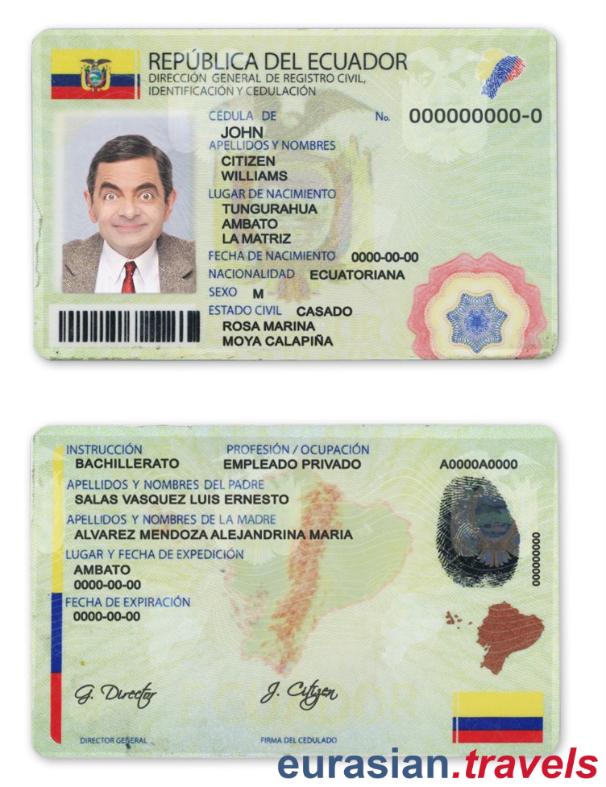 REPÚBLICA DEL ECUADOR
DIRECCIÓN GENERAL DE REGISTRO CIVIL,
IDENTIFICACIÓN Y CEDULACIÓN
CÉDULA DE No. 000000000-0
JOHN
APELLIDOS Y NOMBRES
CITIZEN
WILLIAMS
LUGAR DE NACIMIENTO
TUNGURAHUA
AMBATO
LA MATRIZ
FECHA DE NACIMIENTO 0000-00-00
NACIONALIDAD ECUATORIANA
SEXO M
ESTADO CIVIL CASADO
ROSA MARINA
MOYA CALAPIÑA
INSTRUCCIÓN PROFESIÓN / OCUPACIÓN
BACHILLERATO EMPLEADO PRIVADO A0000A0000
APELLIDOS Y NOMBRES DEL PADRE
SALAS VASQUEZ LUIS ERNESTO
APELLIDOS Y NOMBRES DE LA MADRE
ALVAREZ MENDOZA ALEJANDRINA MARIA
LUGAR Y FECHA DE EXPEDICIÓN
AMBATO
0000-00-00
FECHA DE EXPIRACIÓN
0000-00-00
000000000
G. Director J. Citizen
DIRECTOR GENERAL FIRMA DEL CEDULADO
eurasian.travels